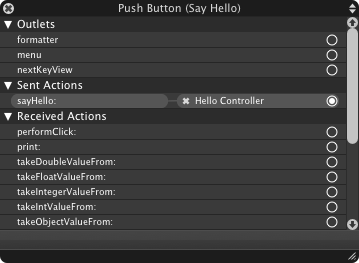 Push Button (Say Hello)
Outlets
formatter
menu
nextKeyView
Sent Actions
sayHello: Hello Controller
Received Actions
performClick:
print:
takeDoubleValueFrom:
takeFloatValueFrom:
takeIntegerValueFrom:
takeIntValueFrom:
takeObjectValueFrom: